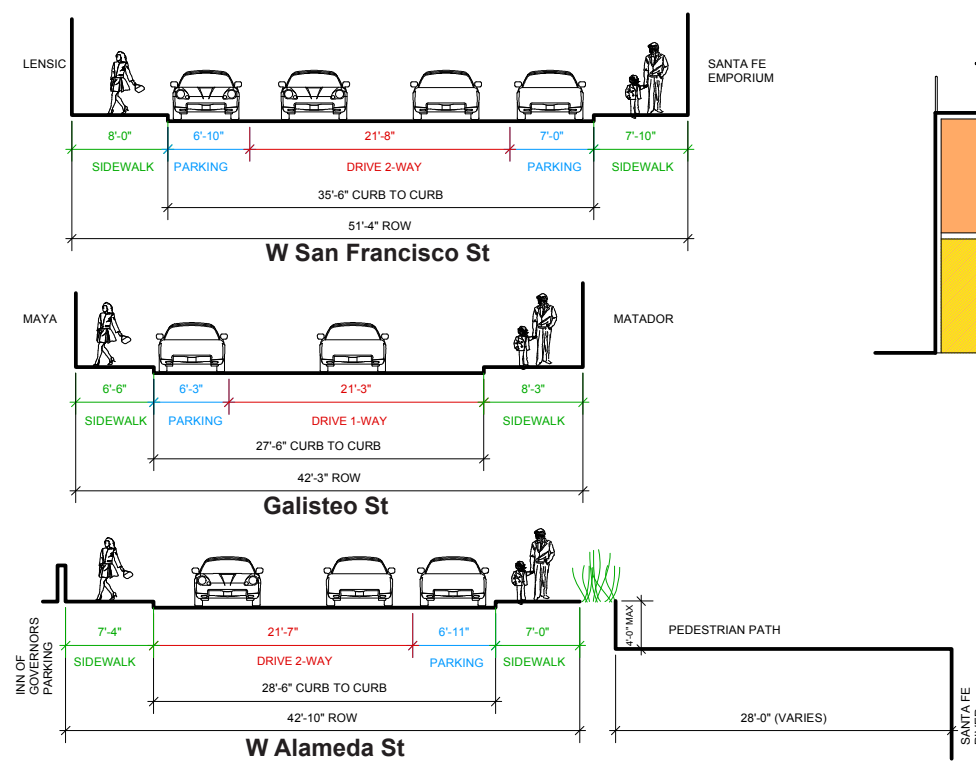 LENSIC
SANTA FE
EMPORIUM
8'-0" 6'-10" 21'-8" 7'-0" 7'-10"
SIDEWALK PARKING DRIVE 2-WAY PARKING SIDEWALK
35'-6" CURB TO CURB
51'-4" ROW
W San Francisco St
MAYA
MATADOR
6'-6" 6'-3" 21'-3" 8'-3"
SIDEWALK PARKING DRIVE 1-WAY SIDEWALK
27'-6" CURB TO CURB
42'-3" ROW
Galisteo St
INN OF
GOVERNORS
PARKING
7'-4" 21'-7" 6'-11" 7'-0"
SIDEWALK DRIVE 2-WAY PARKING SIDEWALK
28'-6" CURB TO CURB
42'-10" ROW
W Alameda St
4'-0" MAX
PEDESTRIAN PATH
28'-0" (VARIES)
SANTA FE